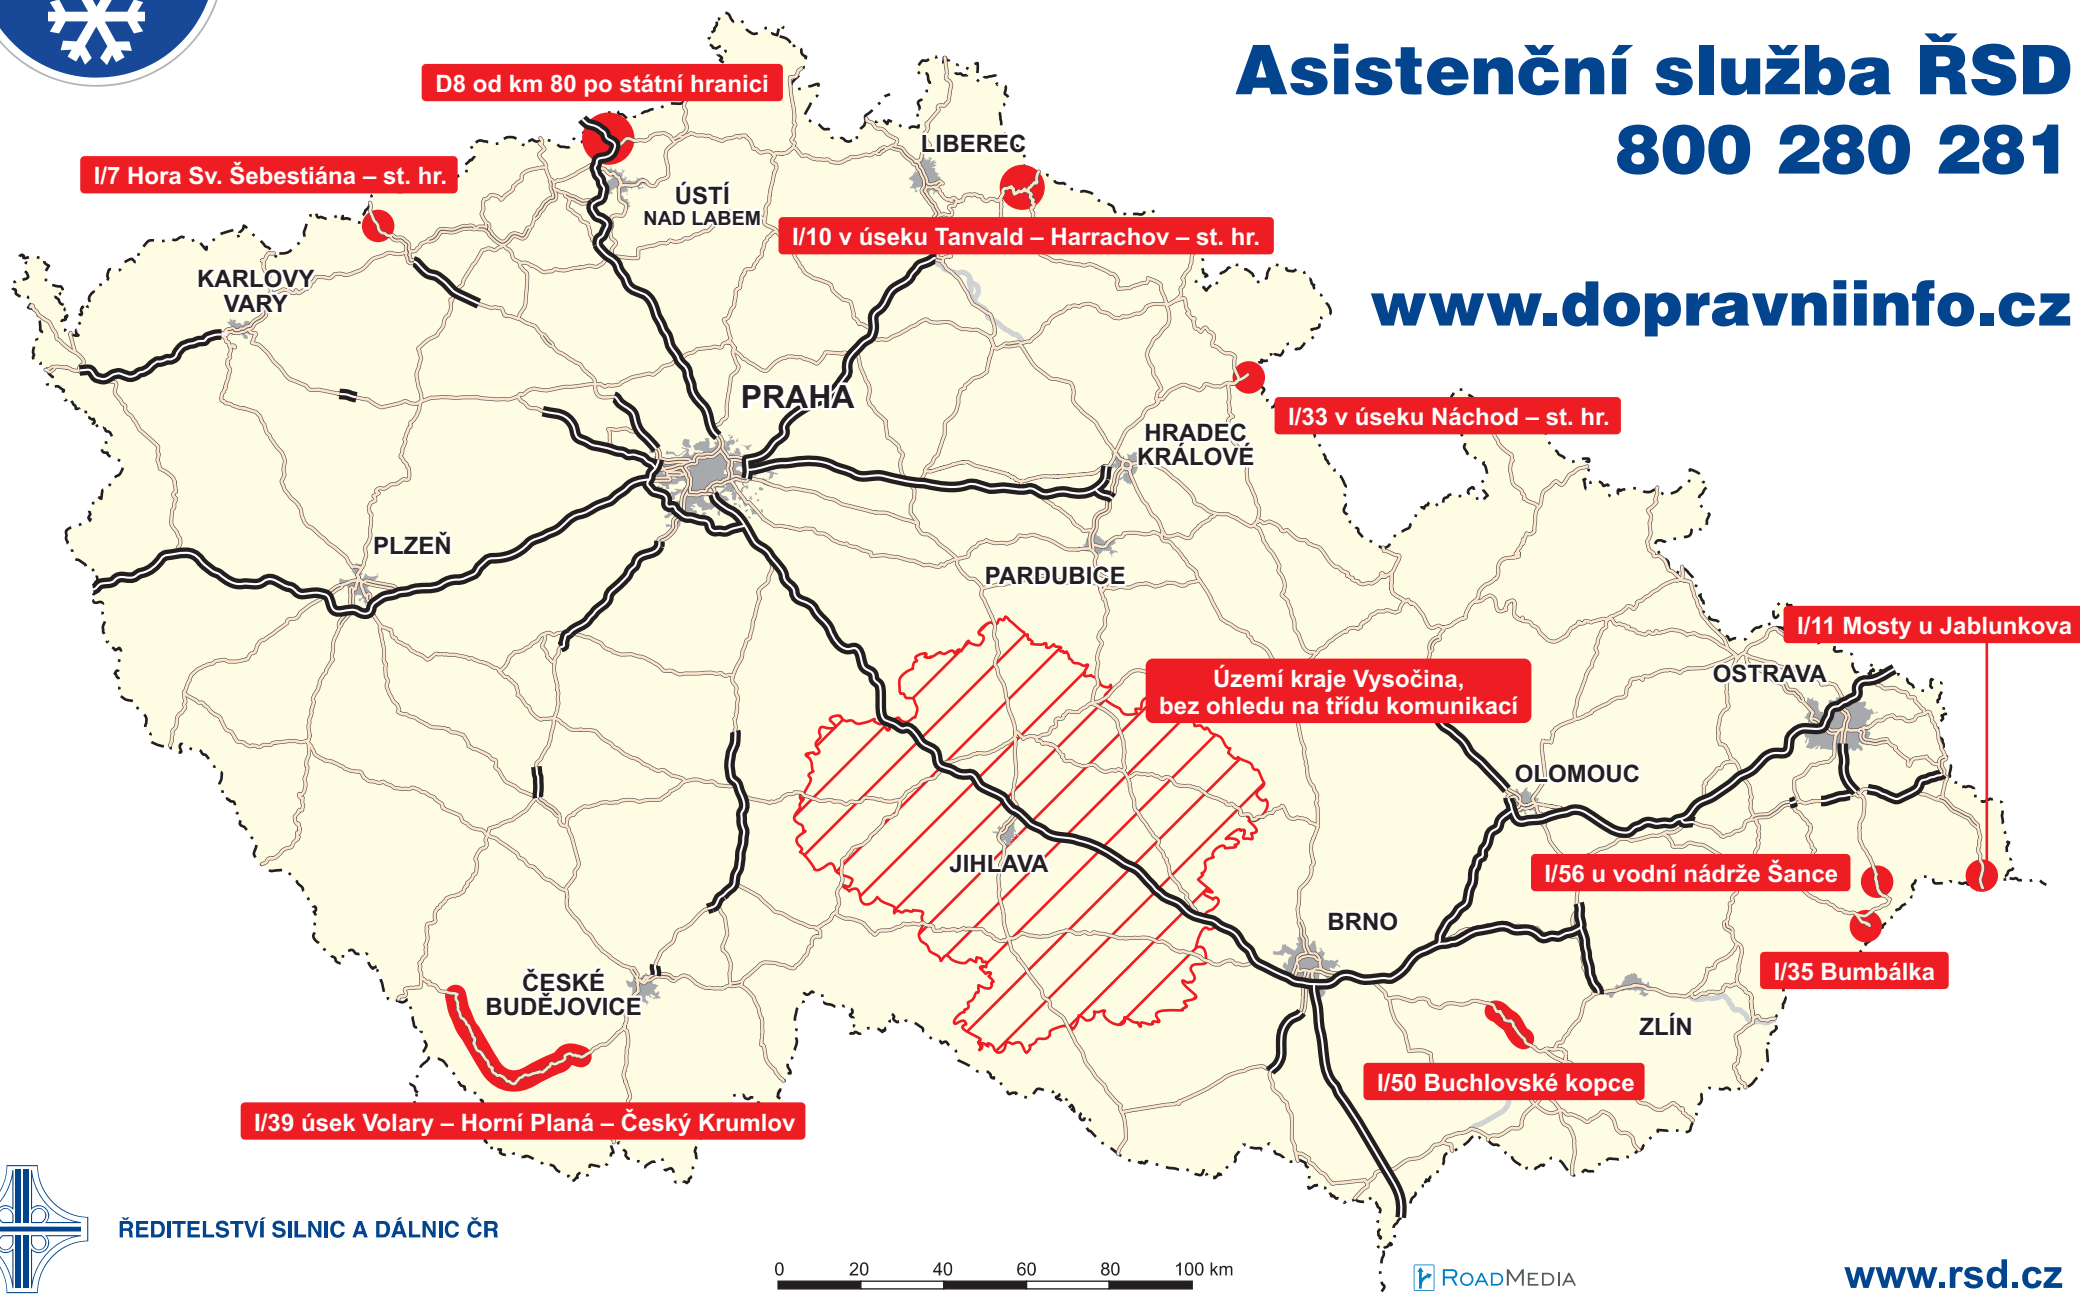 Asistenční služba ŘSD
800 280 281
www.dopravniinfo.cz
D8 od km 80 po státní hranici
I/7 Hora Sv. Šebestiána – st. hr.
LIBEREC
ÚSTÍ
NAD LABEM
I/10 v úseku Tanvald – Harrachov – st. hr.
KARLOVY
VARY
PRAHA
I/33 v úseku Náchod – st. hr.
HRADEC
KRÁLOVÉ
PLZEŇ
PARDUBICE
I/11 Mosty u Jablunkova
OSTRAVA
Území kraje Vysočina,
bez ohledu na třídu komunikací
OLOMOUC
JIHLAVA
I/56 u vodní nádrže Šance
BRNO
I/35 Bumbálka
ČESKÉ
BUDĚJOVICE
ZLÍN
I/50 Buchlovské kopce
I/39 úsek Volary – Horní Planá – Český Krumlov
ŘEDITELSTVÍ SILNIC A DÁLNIC ČR
0 20 40 60 80 100 km
ROADMEDIA
www.rsd.cz